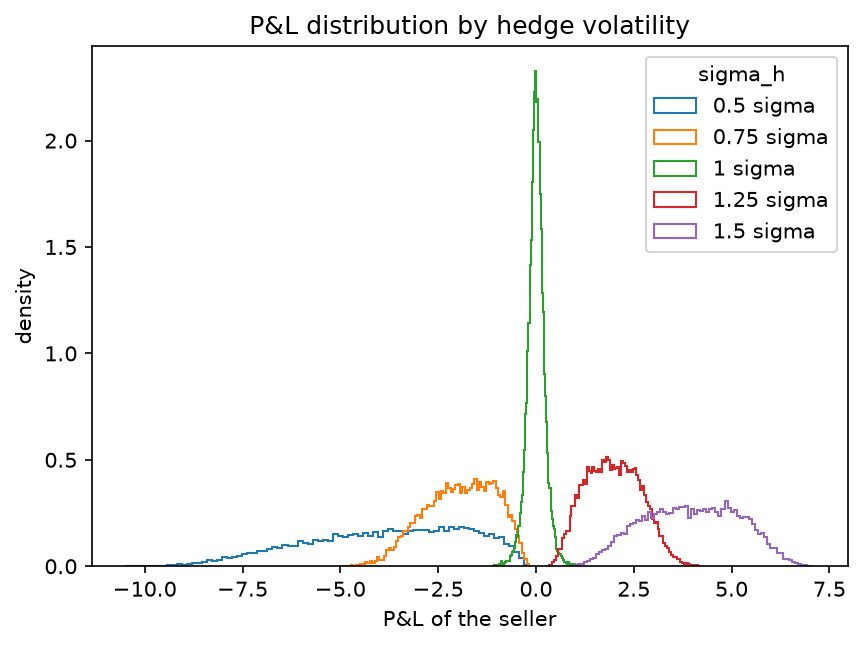 P&L distribution by hedge volatility
sigma_h
0.5 sigma
0.75 sigma
1 sigma
1.25 sigma
1.5 sigma
density
2.0
1.5
1.0
0.5
0.0
−10.0 −7.5 −5.0 −2.5 0.0 2.5 5.0 7.5
P&L of the seller